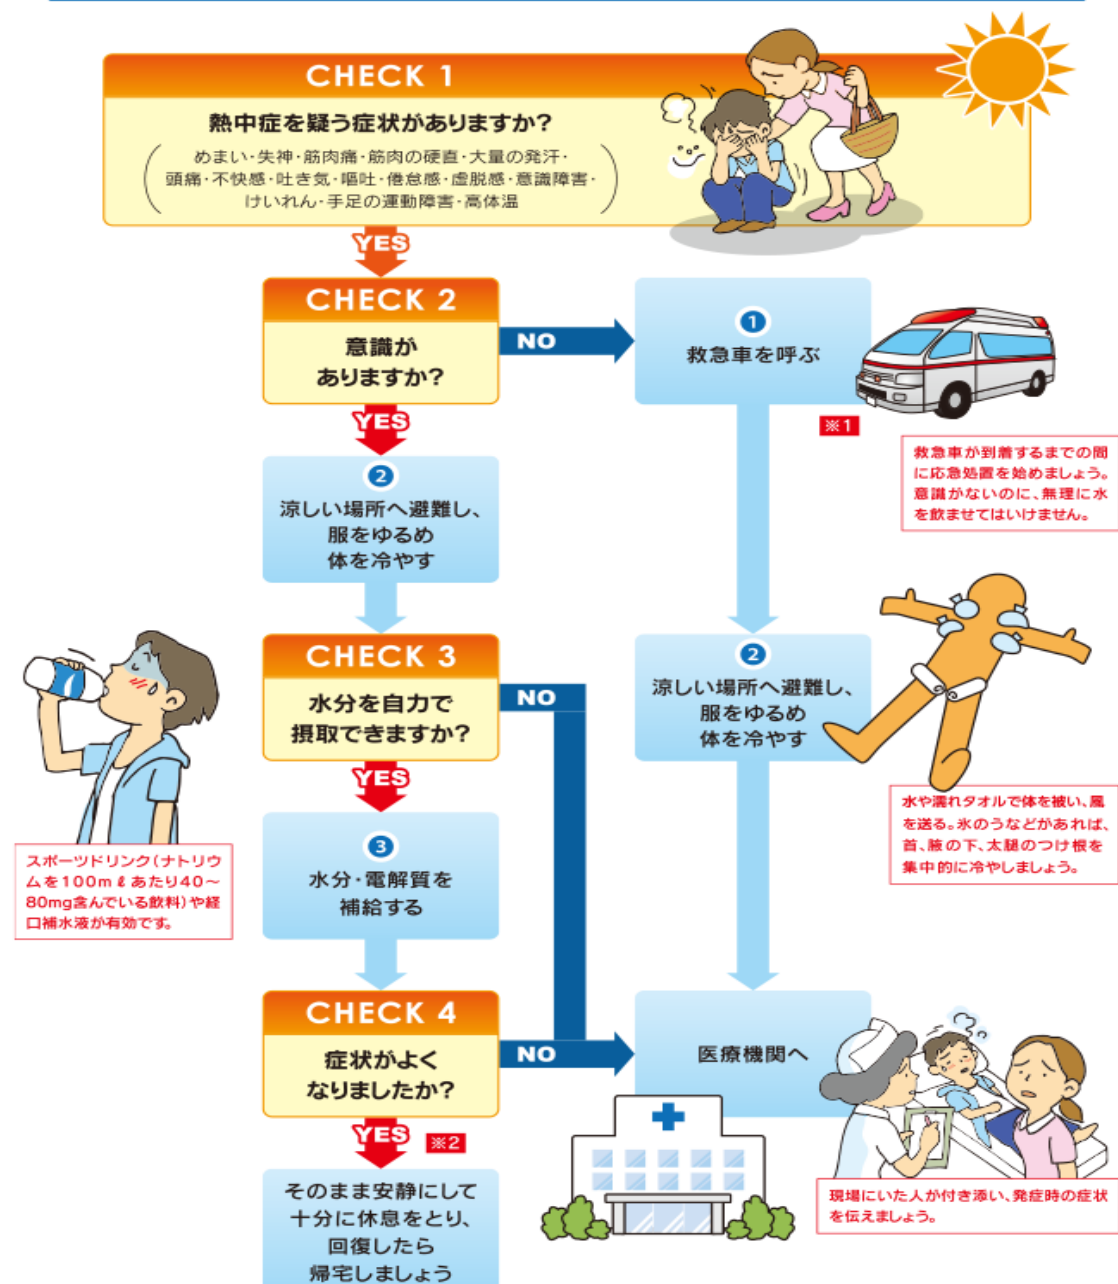 CHECK 1
熱中症を疑う症状がありますか?
めまい・失神・筋肉痛・筋肉の硬直・大量の発汗・
頭痛・不快感・吐き気・嘔吐・倦怠感・虚脱感・意識障害・
けいれん・手足の運動障害・高体温
YES
CHECK 2
意識が
ありますか?
NO
❶
救急車を呼ぶ
※1
救急車が到着するまでの間
に応急処置を始めましょう。
意識がないのに、無理に水
を飲ませてはいけません。
YES
❷
涼しい場所へ避難し、
服をゆるめ
体を冷やす
❷
涼しい場所へ避難し、
服をゆるめ
体を冷やす
水や濡れタオルで体を被い、風
を送る。氷のうなどがあれば、
首、腋の下、太腿のつけ根を
集中的に冷やしましょう。
CHECK 3
水分を自力で
摂取できますか?
NO
YES
❸
水分・電解質を
補給する
スポーツドリンク(ナトリウ
ムを100mℓあたり40~
80mg含んでいる飲料)や経
口補水液が有効です。
CHECK 4
症状がよく
なりましたか?
NO
医療機関へ
現場にいた人が付き添い、発症時の症状
を伝えましょう。
YES
※2
そのまま安静にして
十分に休息をとり、
回復したら
帰宅しましょう